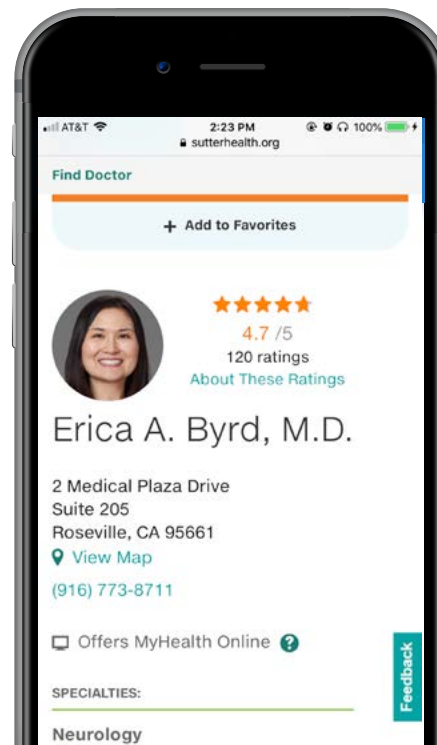 AT&T 2:23 PM 100%
sutterhealth.org
Find Doctor
+ Add to Favorites
4.7 /5
120 ratings
About These Ratings
Erica A. Byrd, M.D.
2 Medical Plaza Drive
Suite 205
Roseville, CA 95661
View Map
(916) 773-8711
Offers MyHealth Online ?
Feedback
SPECIALTIES:
Neurology